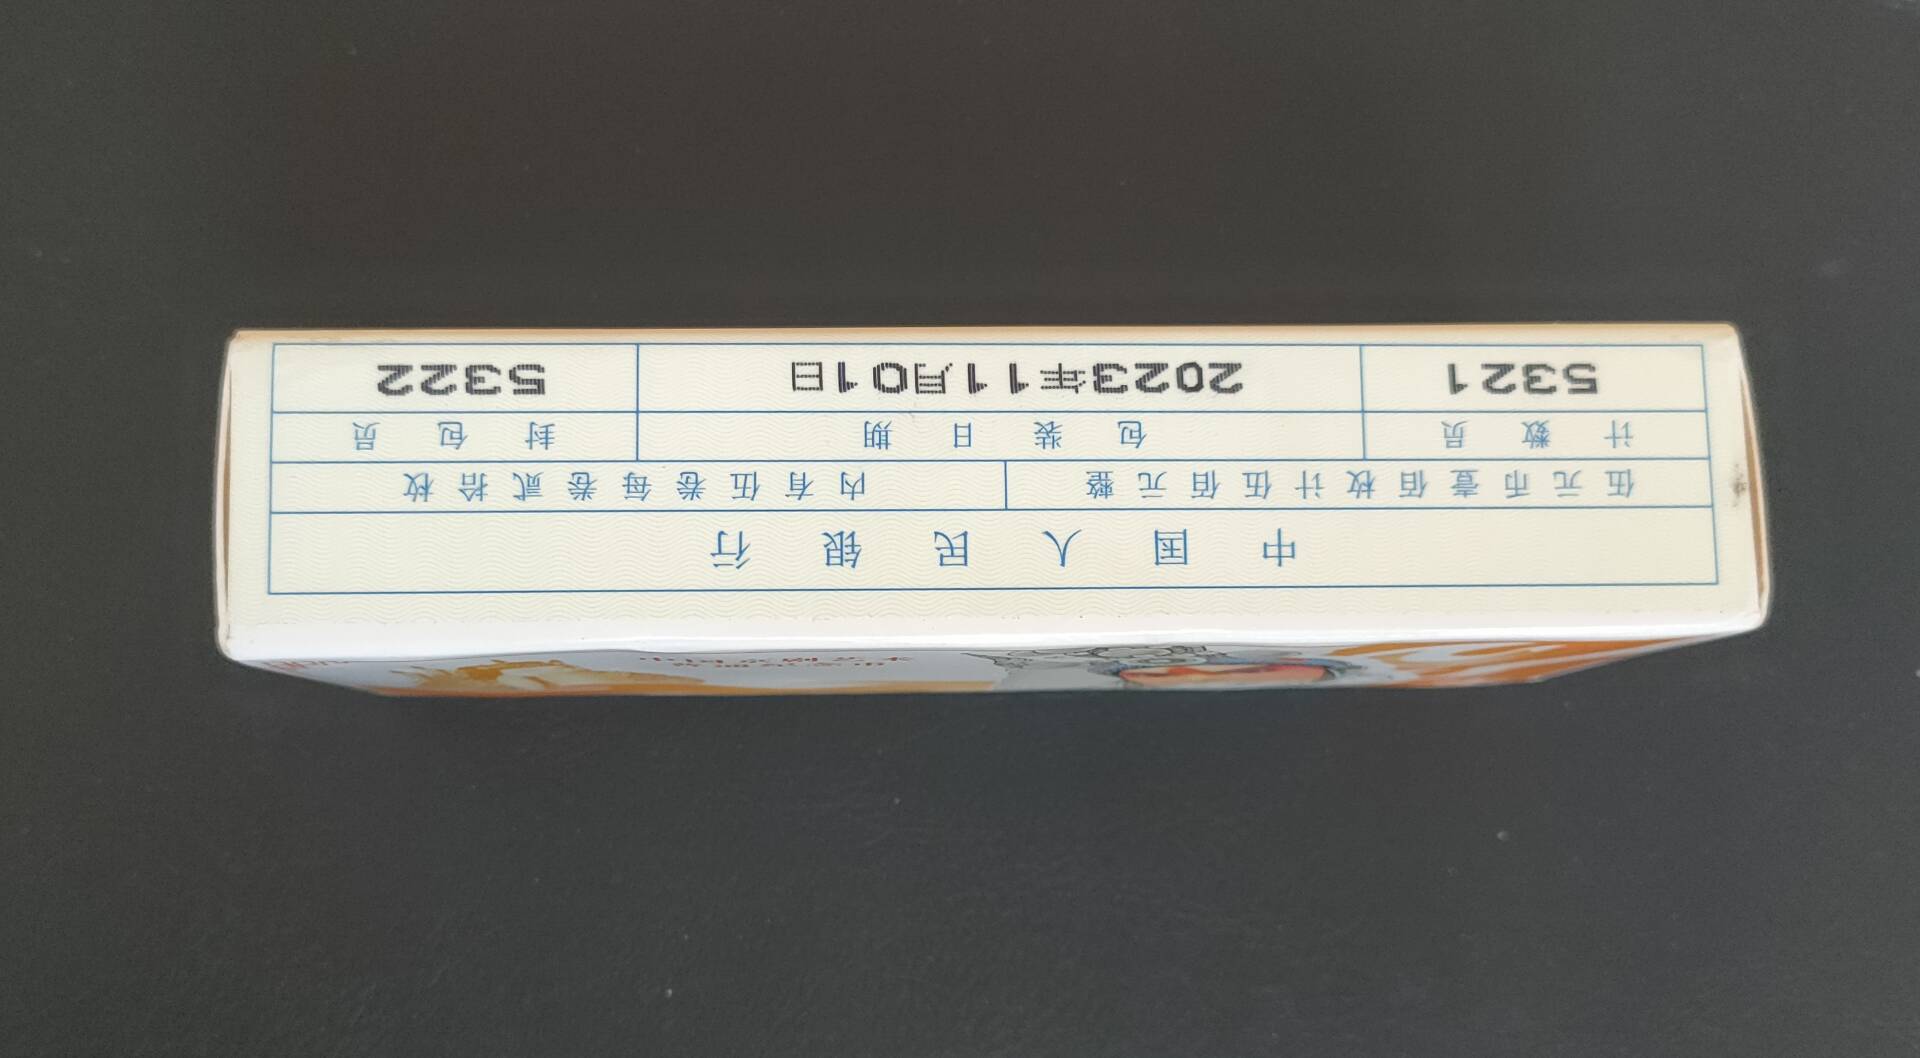 中国人民银行
伍元币壹佰枚计伍佰元整 内有伍卷每卷贰拾枚
计数员 包装日期 封包员
5321 2023年11月01日 5322